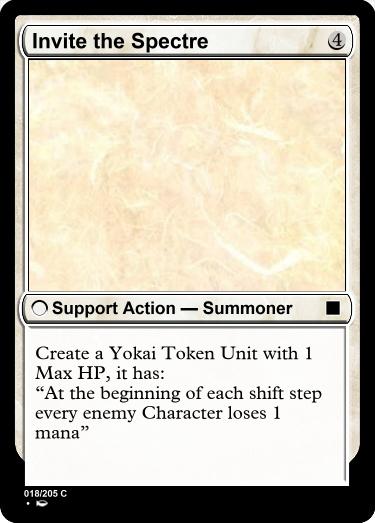 Invite the Spectre 4
Support Action — Summoner
Create a Yokai Token Unit with 1
Max HP, it has:
“At the beginning of each shift step
every enemy Character loses 1
mana”
018/205 C